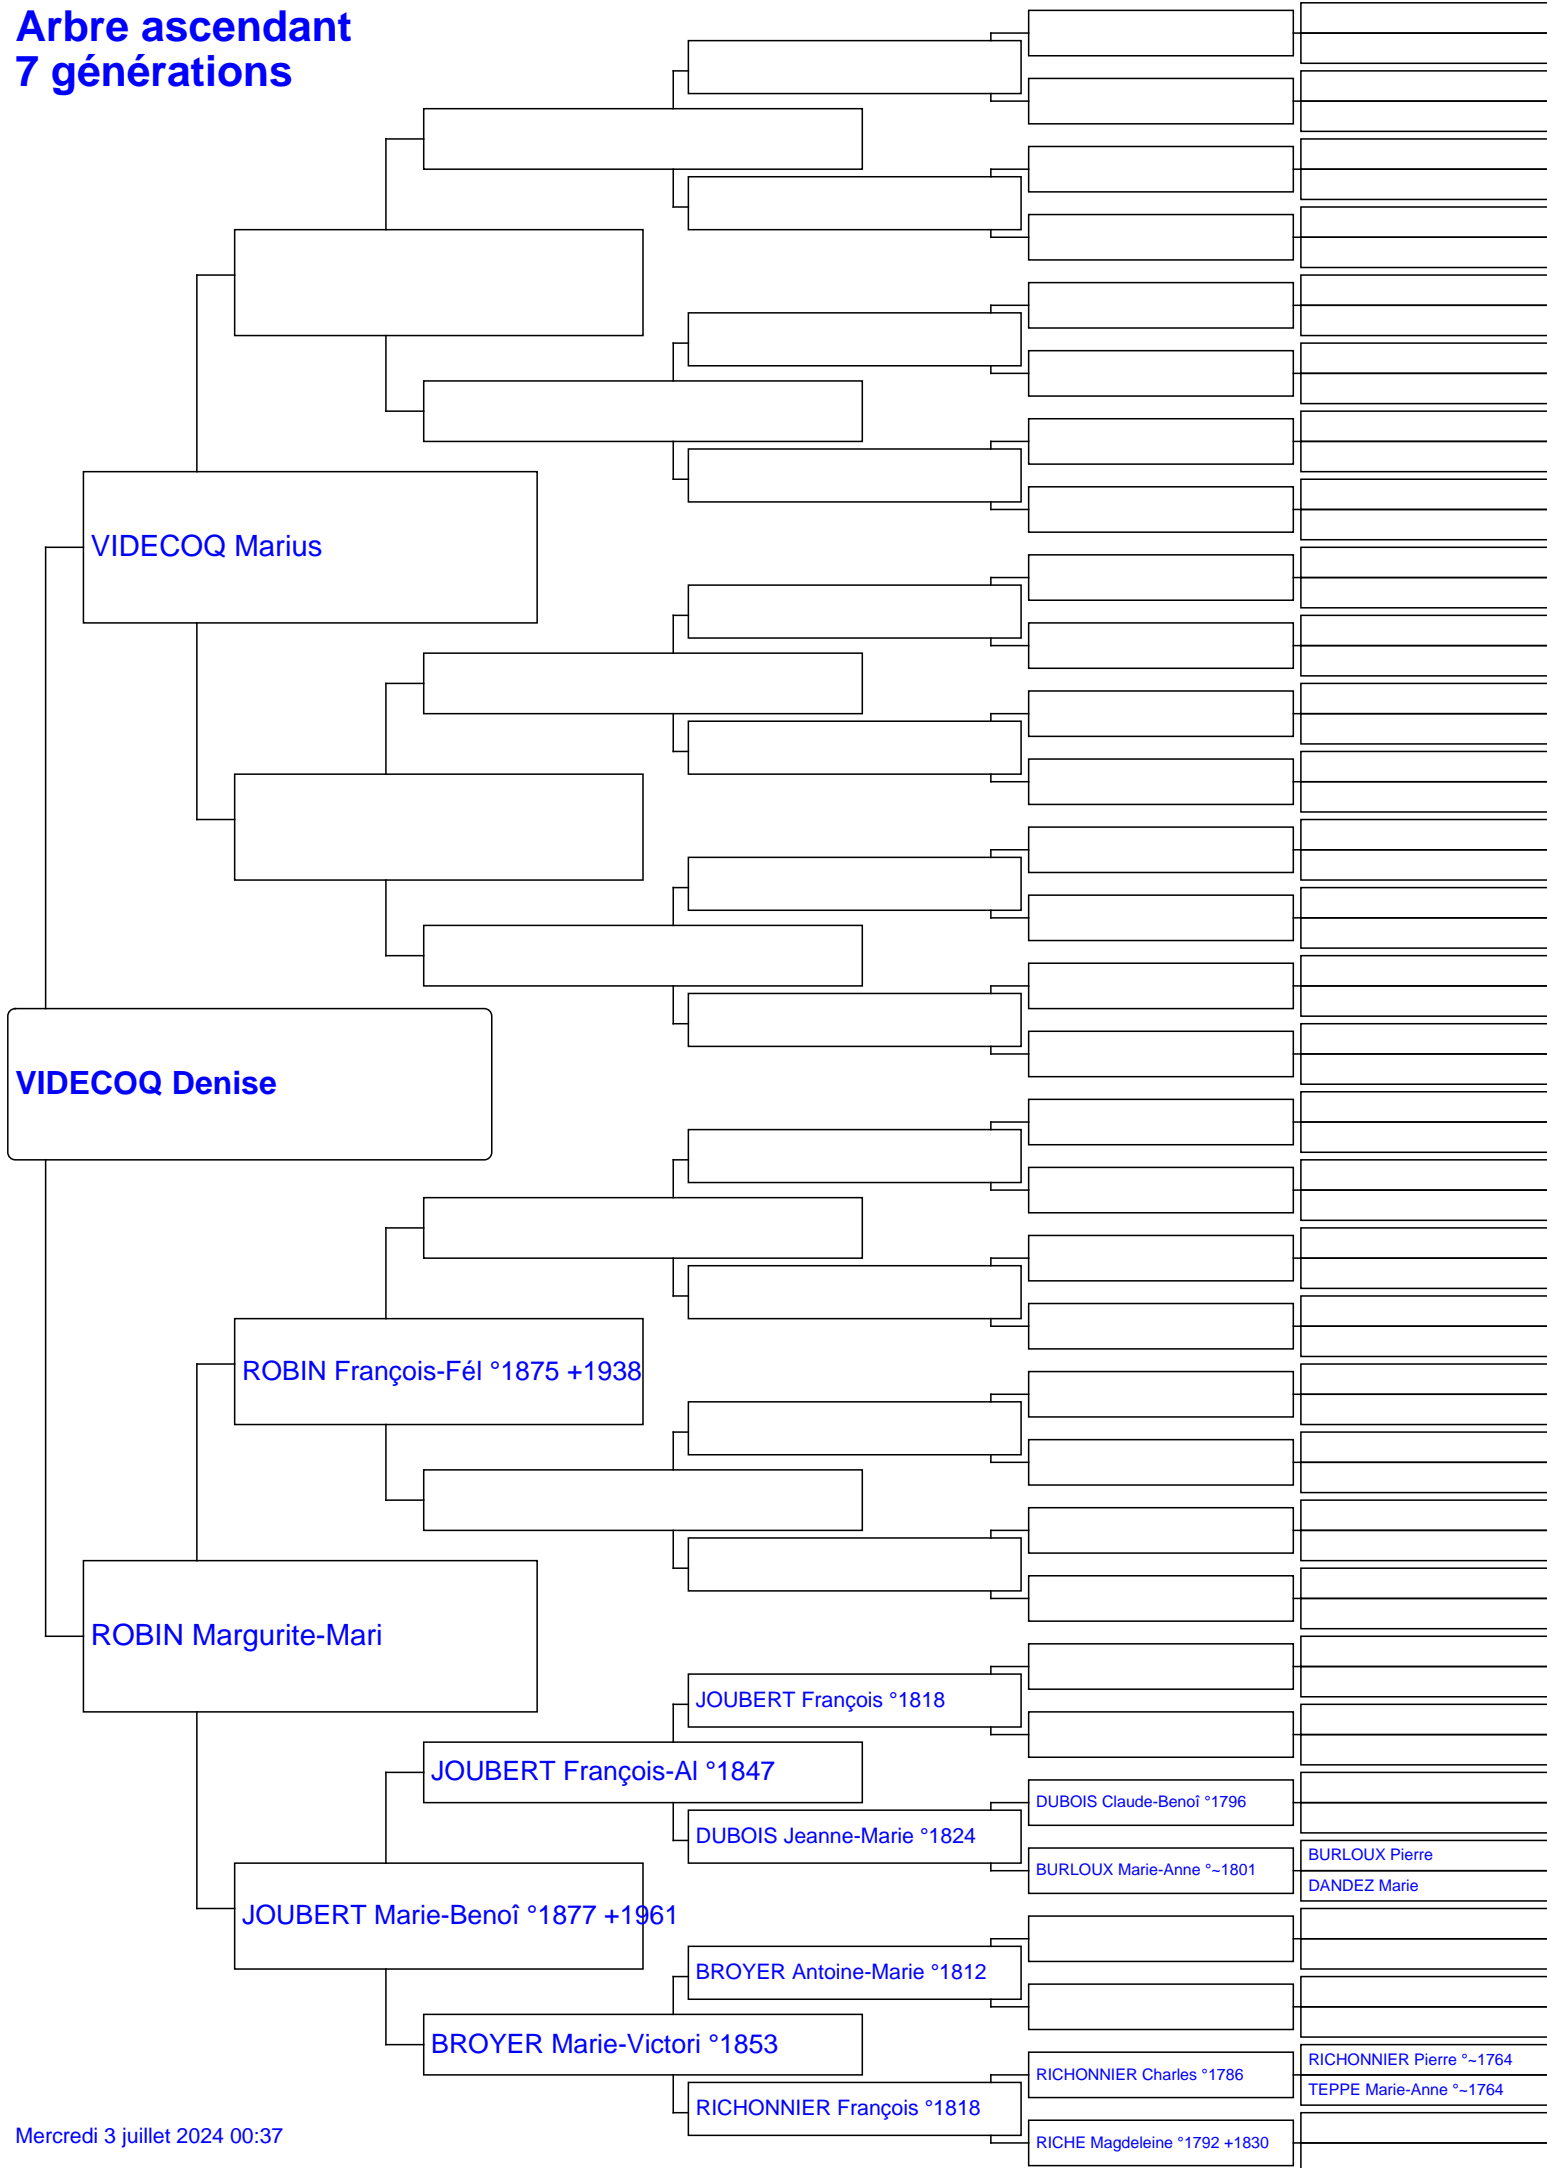 Arbre ascendant
7 générations
VIDECOQ Marius
VIDECOQ Denise
ROBIN François-Fél °1875 +1938
ROBIN Margurite-Mari
JOUBERT François °1818
JOUBERT François-Al °1847
DUBOIS Claude-Benoî °1796
DUBOIS Jeanne-Marie °1824
BURLOUX Pierre
BURLOUX Marie-Anne °~1801
DANDEZ Marie
JOUBERT Marie-Benoî °1877 +1961
BROYER Antoine-Marie °1812
BROYER Marie-Victori °1853
RICHONNIER Pierre °~1764
RICHONNIER Charles °1786
TEPPE Marie-Anne °~1764
RICHONNIER François °1818
RICHE Magdeleine °1792 +1830
Mercredi 3 juillet 2024 00:37